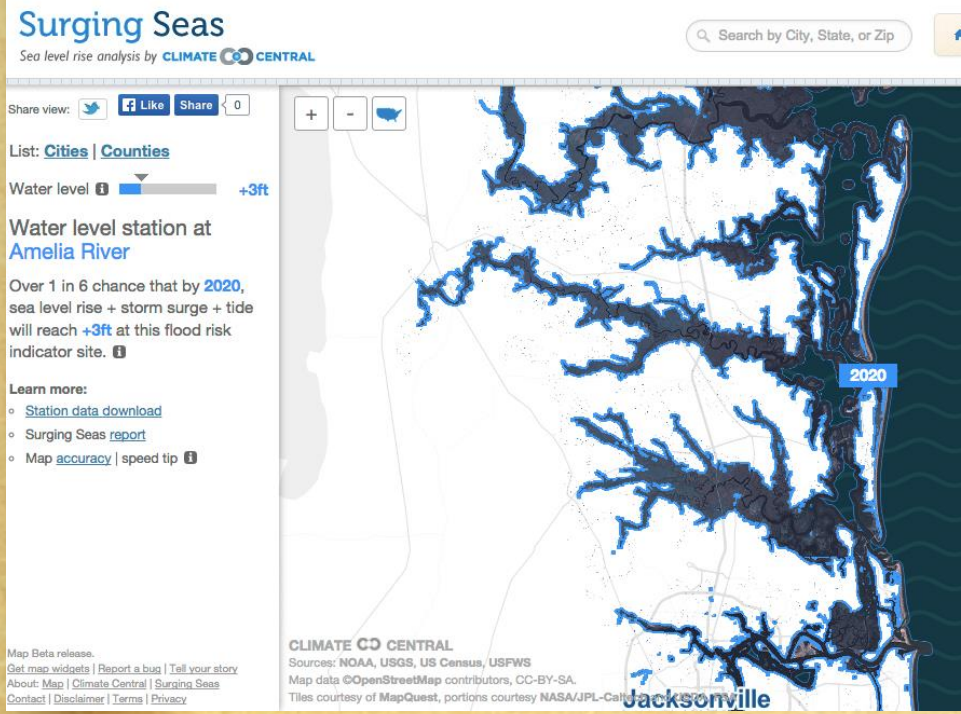 Surging Seas
Sea level rise analysis by CLIMATE CENTRAL
Search by City, State, or Zip
Share view: Like Share 0
List: Cities | Counties
Water level i +3ft
Water level station at
Amelia River
Over 1 in 6 chance that by 2020,
sea level rise + storm surge + tide
will reach +3ft at this flood risk
indicator site. i
Learn more:
Station data download
Surging Seas report
Map accuracy | speed tip i
Map Beta release.
Get map widgets | Report a bug | Tell your story
About: Map | Climate Central | Surging Seas
Contact | Disclaimer | Terms | Privacy
+ -
2020
CLIMATE CENTRAL
Sources: NOAA, USGS, US Census, USFWS
Map data ©OpenStreetMap contributors, CC-BY-SA.
Tiles courtesy of MapQuest, portions courtesy NASA/JPL-Caltech and
Jacksonville